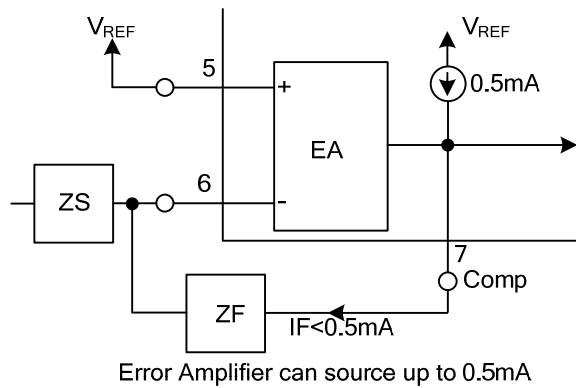 VREF
VREF
5
+
0.5mA
EA
6
-
ZS
7
Comp
ZF
IF<0.5mA
Error Amplifier can source up to 0.5mA